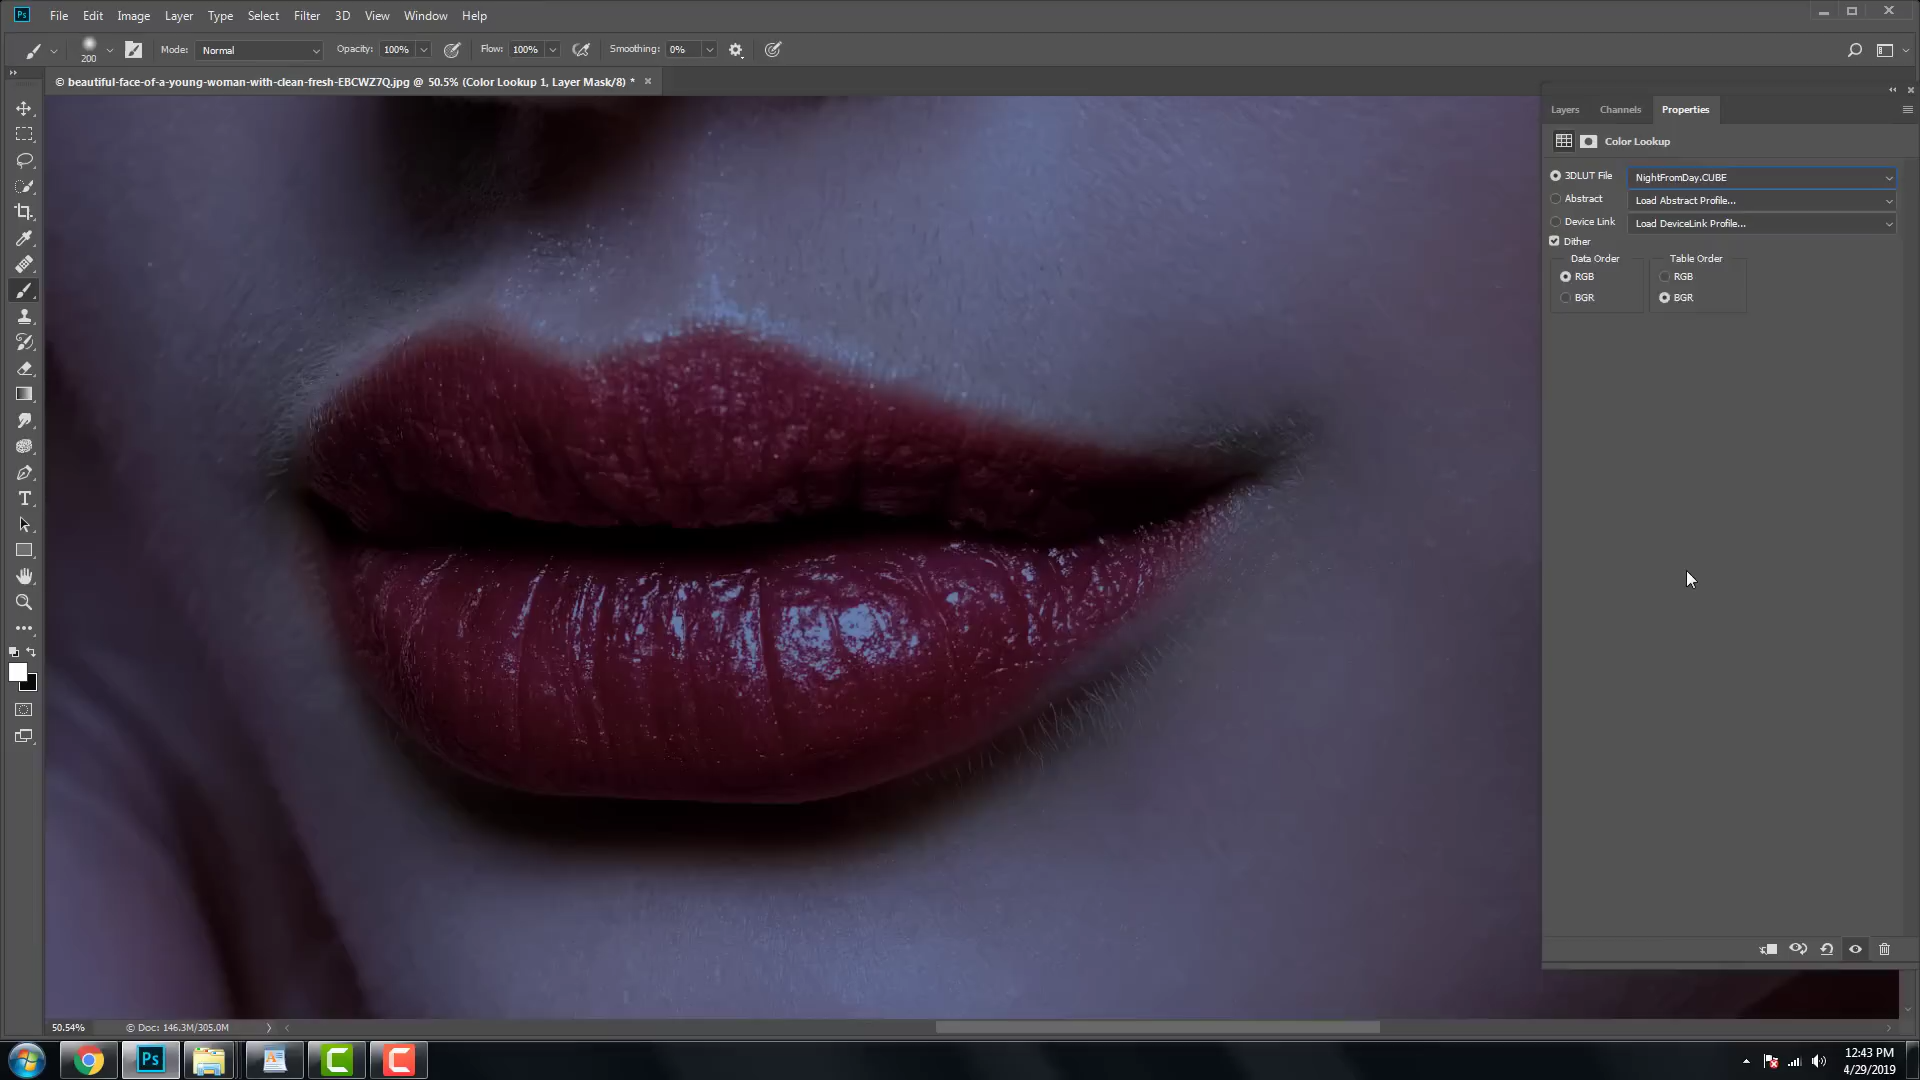 Ps File Edit Image Layer Type Select Filter 3D View Window Help
200 Mode: Normal Opacity: 100% Flow: 100% Smoothing: 0%
© beautiful-face-of-a-young-woman-with-clean-fresh-EBCWZ7Q.jpg @ 50.5% (Color Lookup 1, Layer Mask/8) *
Layers Channels Properties
Color Lookup
3DLUT File NightFromDay.CUBE
Abstract Load Abstract Profile...
Device Link Load DeviceLink Profile...
Dither
Data Order Table Order
RGB RGB
BGR BGR
50.54% © Doc: 146.3M/305.0M
Ps
12:43 PM
4/29/2019